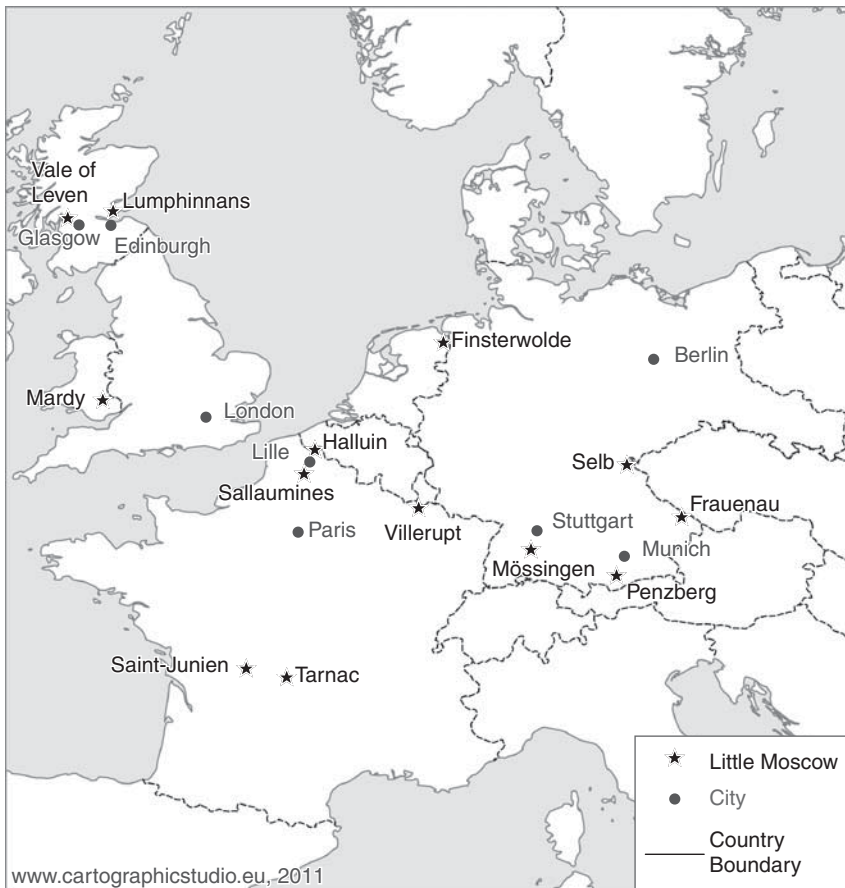 Vale of
Leven
Lumphinnans
Glasgow
Edinburgh
Finsterwolde
Berlin
Mardy
London
Lille
Halluin
Selb
Sallaumines
Frauenau
Villerupt
Stuttgart
Paris
Munich
Mössingen
Penzberg
Saint-Junien
Tarnac
Little Moscow
City
Country
Boundary
www.cartographicstudio.eu, 2011